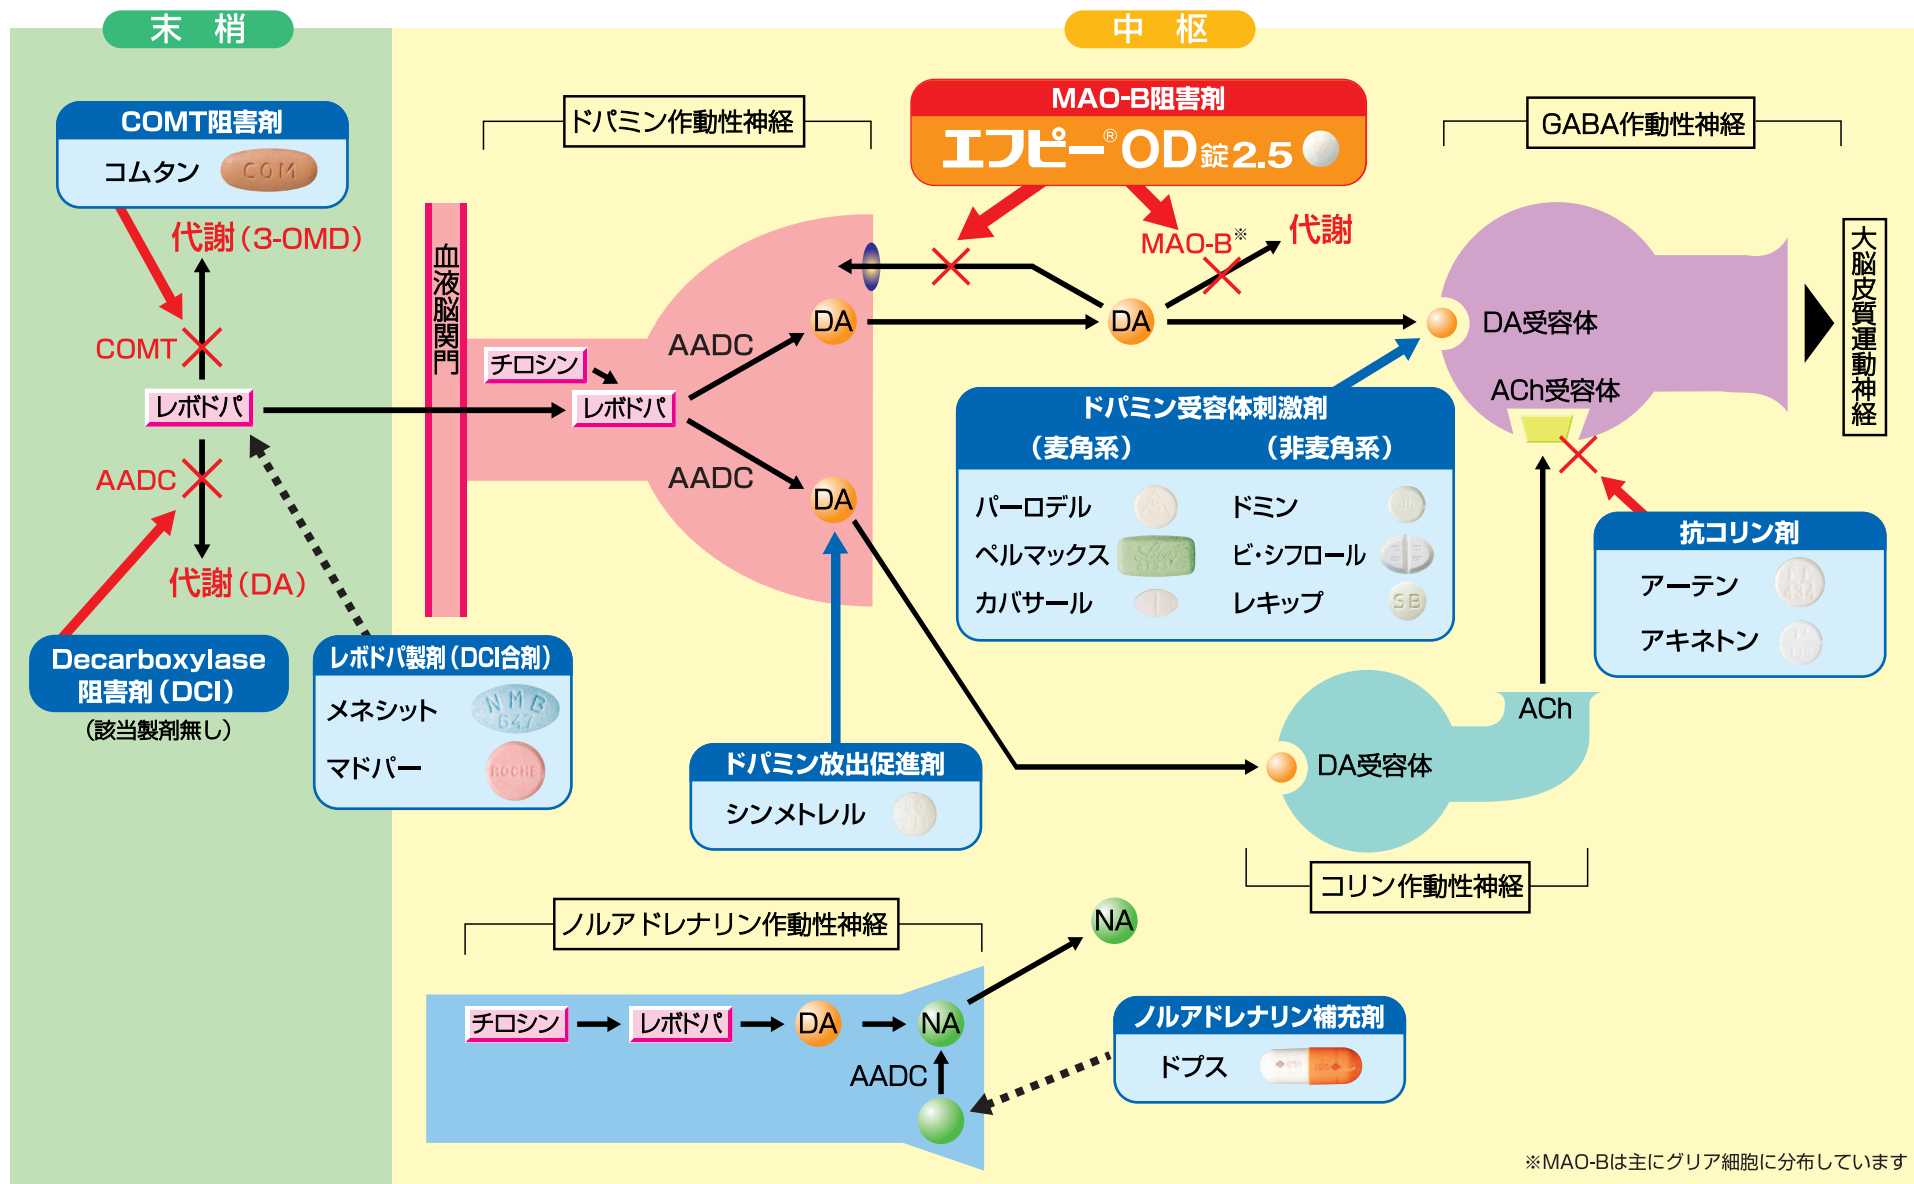 末梢
中枢
COMT阻害剤
コムタン
COM
代謝(3-OMD)
COMT
レボドパ
AADC
代謝(DA)
Decarboxylase
阻害剤(DCI)
(該当製剤無し)
レボドパ製剤(DCI合剤)
メネシット
NMB
647
マドパー
ROCHE
血液脳関門
ドパミン作動性神経
チロシン
レボドパ
AADC
AADC
DA
DA
ドパミン放出促進剤
シンメトレル
MAO-B阻害剤
エフピー®OD錠2.5
MAO-B※
代謝
DA
ドパミン受容体刺激剤
(麦角系)
(非麦角系)
パーロデル
ドミン
ペルマックス
ビ・シフロール
カバサール
レキップ
SB
GABA作動性神経
DA受容体
ACh受容体
大脳皮質運動神経
抗コリン剤
アーテン
アキネトン
ACh
DA受容体
コリン作動性神経
ノルアドレナリン作動性神経
チロシン
レボドパ
DA
NA
NA
AADC
ノルアドレナリン補充剤
ドプス
※MAO-Bは主にグリア細胞に分布しています